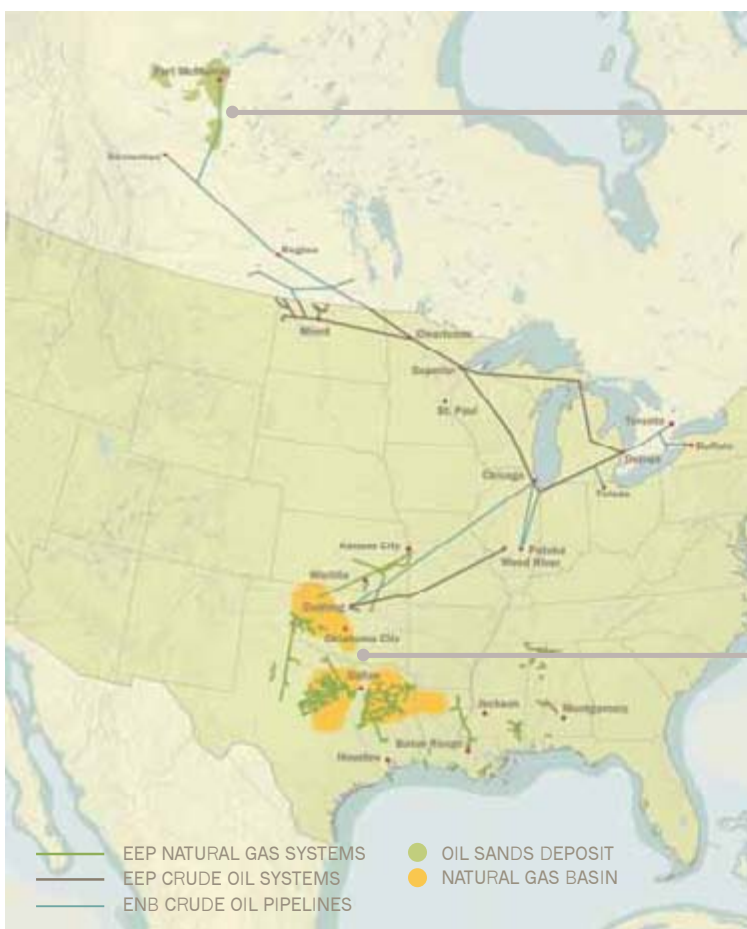 Fort McMurray
Regina
Minot
Clearbrook
Superior
St. Paul
Toronto
Buffalo
Chicago
Toledo
Kansas City
Patoka
Wood River
Wichita
Cushing
Oklahoma City
Dallas
Jackson
Montgomery
Baton Rouge
Houston
EEP NATURAL GAS SYSTEMS
EEP CRUDE OIL SYSTEMS
ENB CRUDE OIL PIPELINES
OIL SANDS DEPOSIT
NATURAL GAS BASIN